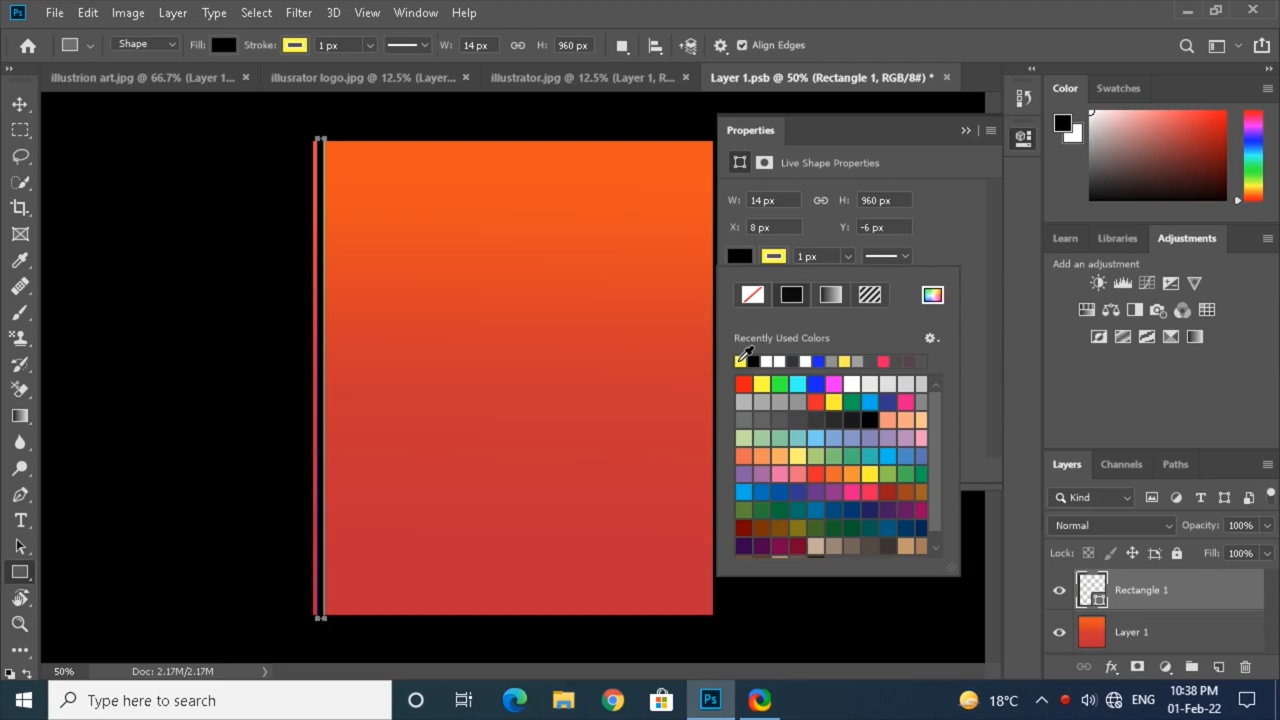 Ps File Edit Image Layer Type Select Filter 3D View Window Help
Shape Fill: Stroke: 1 px W: 14 px H: 960 px Align Edges
illustrion art.jpg @ 66.7% (Layer 1... × illusrator logo.jpg @ 12.5% (Layer... × illustrator.jpg @ 12.5% (Layer 1, R... × Layer 1.psb @ 50% (Rectangle 1, RGB/8#) * ×
Color Swatches
Properties
Live Shape Properties
W: 14 px H: 960 px
X: 8 px Y: -6 px
1 px
Recently Used Colors
Learn Libraries Adjustments
Add an adjustment
Layers Channels Paths
Kind
Normal Opacity: 100%
Lock: Fill: 100%
Rectangle 1
Layer 1
fx
50% Doc: 2.17M/2.17M
Type here to search
Ps
18°C ENG 10:38 PM
01-Feb-22